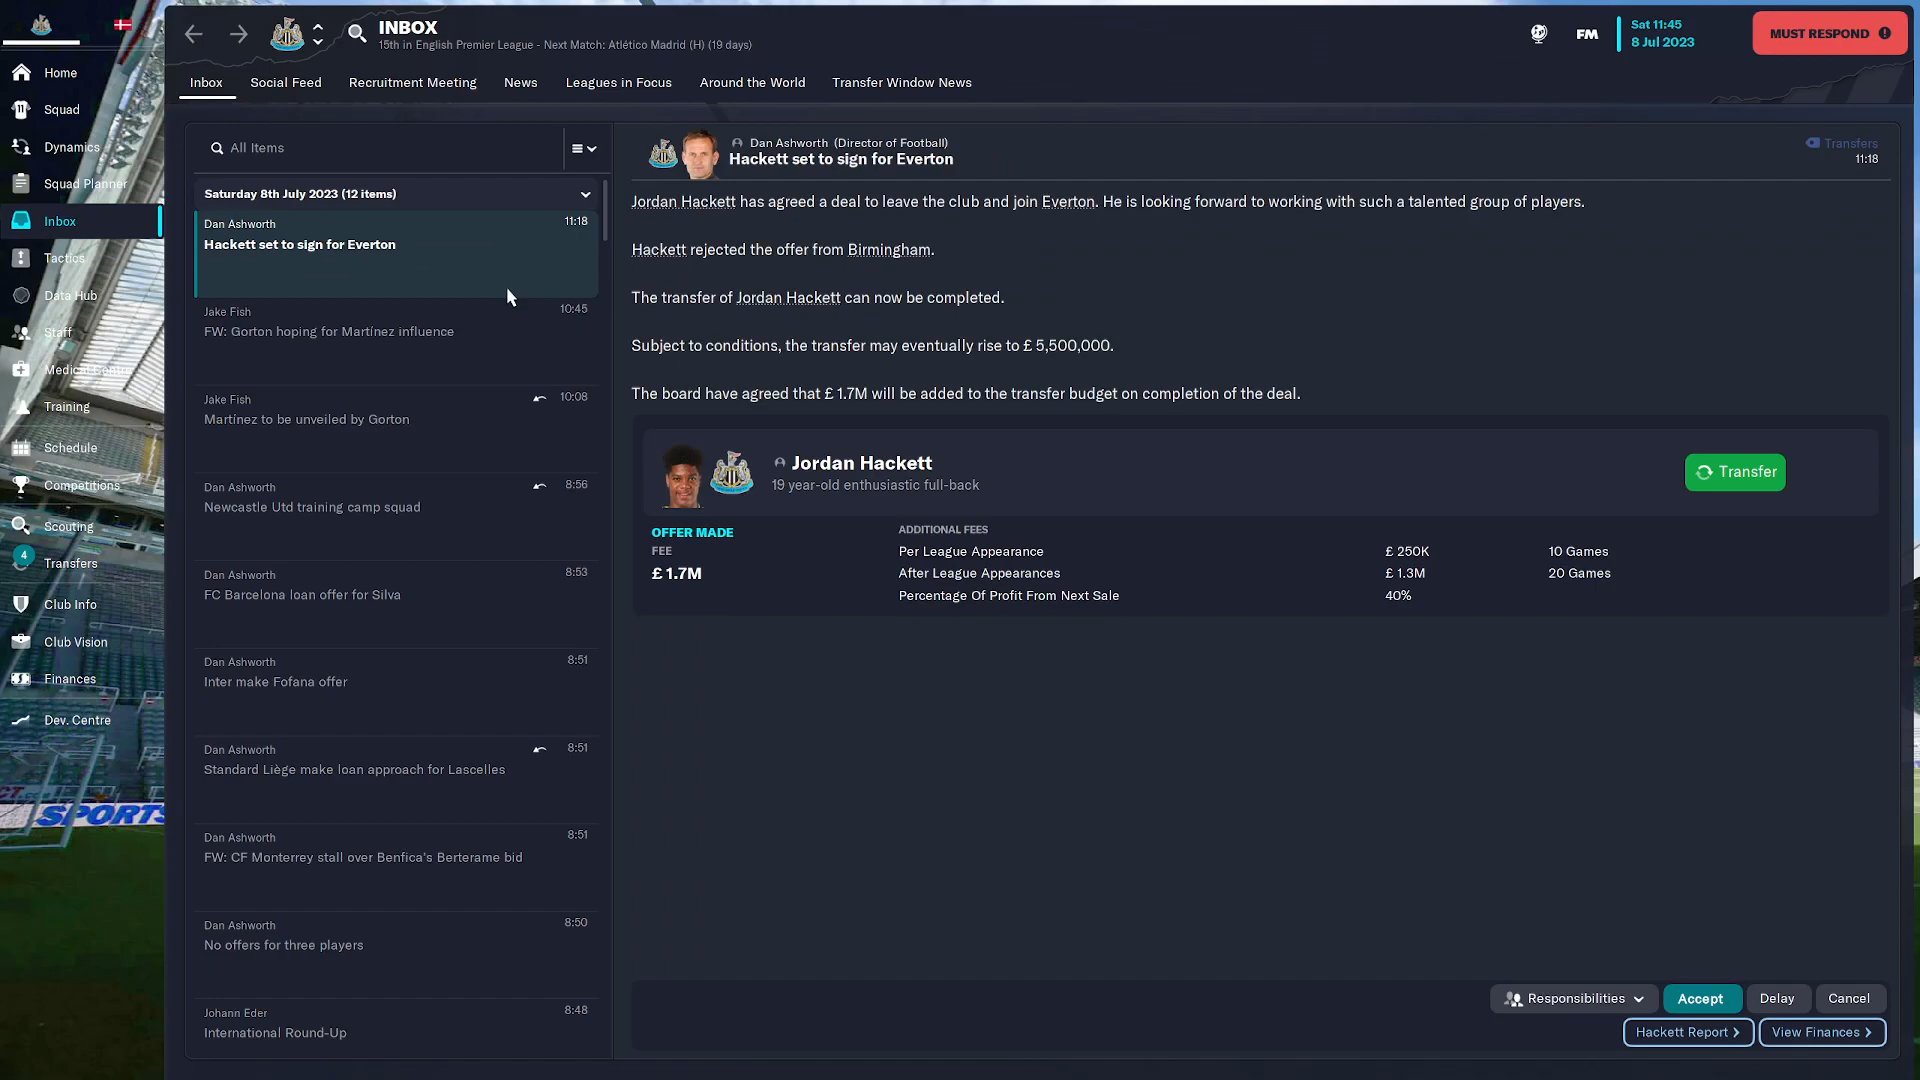 INBOX
15th in English Premier League - Next Match: Atlético Madrid (H) (19 days)
FM
Sat 11:45
8 Jul 2023
MUST RESPOND
Home
Squad
Dynamics
Squad Planner
Inbox
Tactics
Data Hub
Staff
Medical Centre
Training
Schedule
Competitions
Scouting
4
Transfers
Club Info
Club Vision
Finances
Dev. Centre
SPORTS
Inbox
Social Feed
Recruitment Meeting
News
Leagues in Focus
Around the World
Transfer Window News
All Items
Saturday 8th July 2023 (12 items)
Dan Ashworth 11:18
Hackett set to sign for Everton
Jake Fish 10:45
FW: Gorton hoping for Martínez influence
Jake Fish 10:08
Martínez to be unveiled by Gorton
Dan Ashworth 8:56
Newcastle Utd training camp squad
Dan Ashworth 8:53
FC Barcelona loan offer for Silva
Dan Ashworth 8:51
Inter make Fofana offer
Dan Ashworth 8:51
Standard Liège make loan approach for Lascelles
Dan Ashworth 8:51
FW: CF Monterrey stall over Benfica's Berterame bid
Dan Ashworth 8:50
No offers for three players
Johann Eder 8:48
International Round-Up
Dan Ashworth (Director of Football)
Hackett set to sign for Everton
Transfers
11:18
Jordan Hackett has agreed a deal to leave the club and join Everton. He is looking forward to working with such a talented group of players.
Hackett rejected the offer from Birmingham.
The transfer of Jordan Hackett can now be completed.
Subject to conditions, the transfer may eventually rise to £ 5,500,000.
The board have agreed that £ 1.7M will be added to the transfer budget on completion of the deal.
Jordan Hackett
19 year-old enthusiastic full-back
Transfer
OFFER MADE
FEE
£ 1.7M
ADDITIONAL FEES
Per League Appearance £ 250K 10 Games
After League Appearances £ 1.3M 20 Games
Percentage Of Profit From Next Sale 40%
Responsibilities
Accept
Delay
Cancel
Hackett Report
View Finances